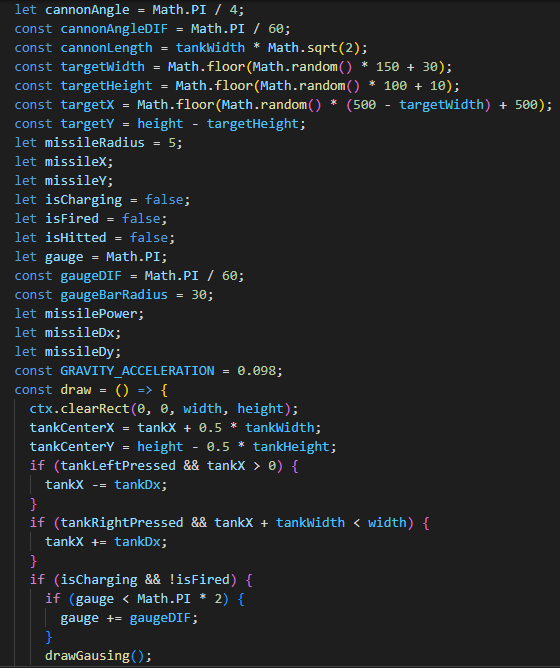 let cannonAngle = Math.PI / 4;
const cannonAngleDIF = Math.PI / 60;
const cannonLength = tankWidth * Math.sqrt(2);
const targetWidth = Math.floor(Math.random() * 150 + 30);
const targetHeight = Math.floor(Math.random() * 100 + 10);
const targetX = Math.floor(Math.random() * (500 - targetWidth) + 500);
const targetY = height - targetHeight;
let missileRadius = 5;
let missileX;
let missileY;
let isCharging = false;
let isFired = false;
let isHitted = false;
let gauge = Math.PI;
const gaugeDIF = Math.PI / 60;
const gaugeBarRadius = 30;
let missilePower;
let missileDx;
let missileDy;
const GRAVITY_ACCELERATION = 0.098;
const draw = () => {
  ctx.clearRect(0, 0, width, height);
  tankCenterX = tankX + 0.5 * tankWidth;
  tankCenterY = height - 0.5 * tankHeight;
  if (tankLeftPressed && tankX > 0) {
    tankX -= tankDx;
  }
  if (tankRightPressed && tankX + tankWidth < width) {
    tankX += tankDx;
  }
  if (isCharging && !isFired) {
    if (gauge < Math.PI * 2) {
      gauge += gaugeDIF;
    }
    drawGausing();